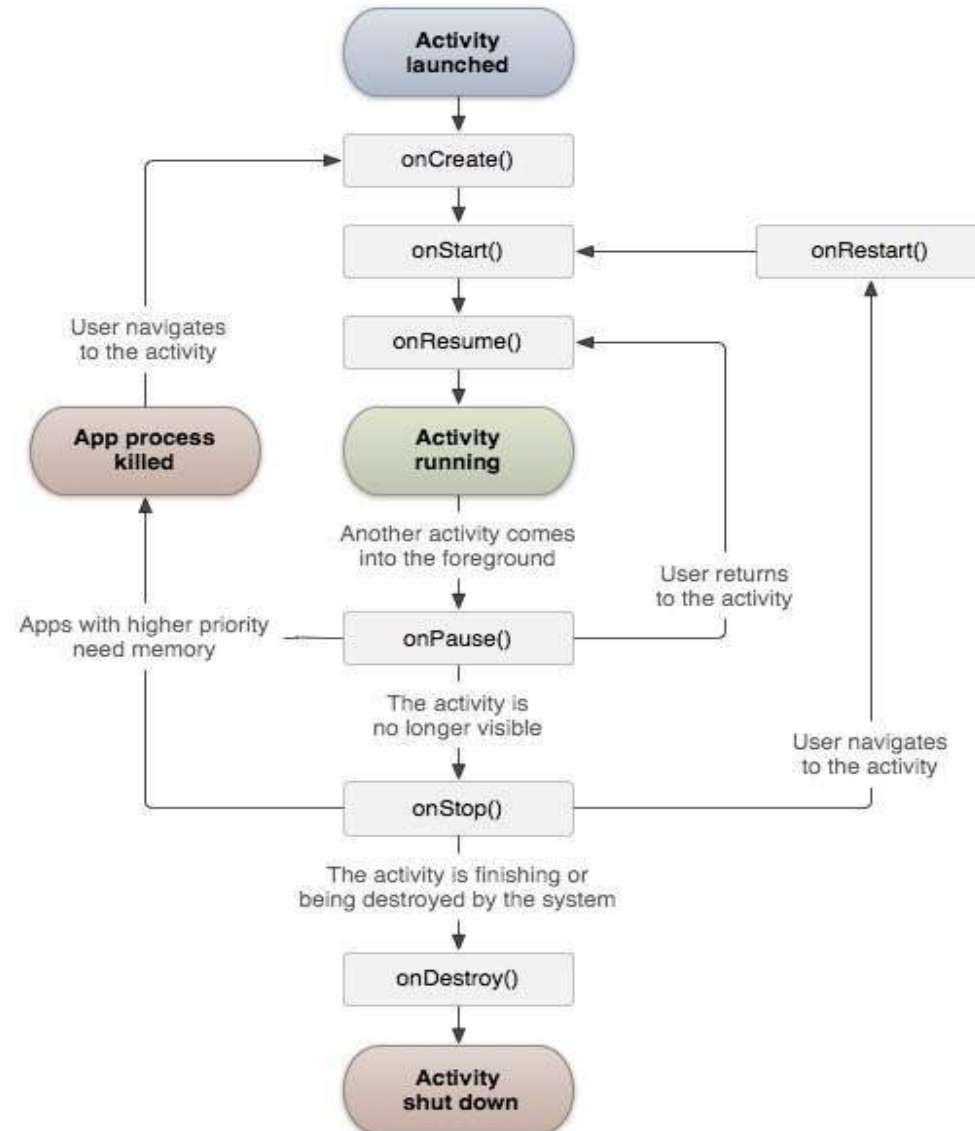 Activity
launched
onCreate()
onStart()
onRestart()
onResume()
User navigates
to the activity
App process
killed
Activity
running
Another activity comes
into the foreground
User returns
to the activity
Apps with higher priority
need memory
onPause()
The activity is
no longer visible
User navigates
to the activity
onStop()
The activity is finishing or
being destroyed by the system
onDestroy()
Activity
shut down